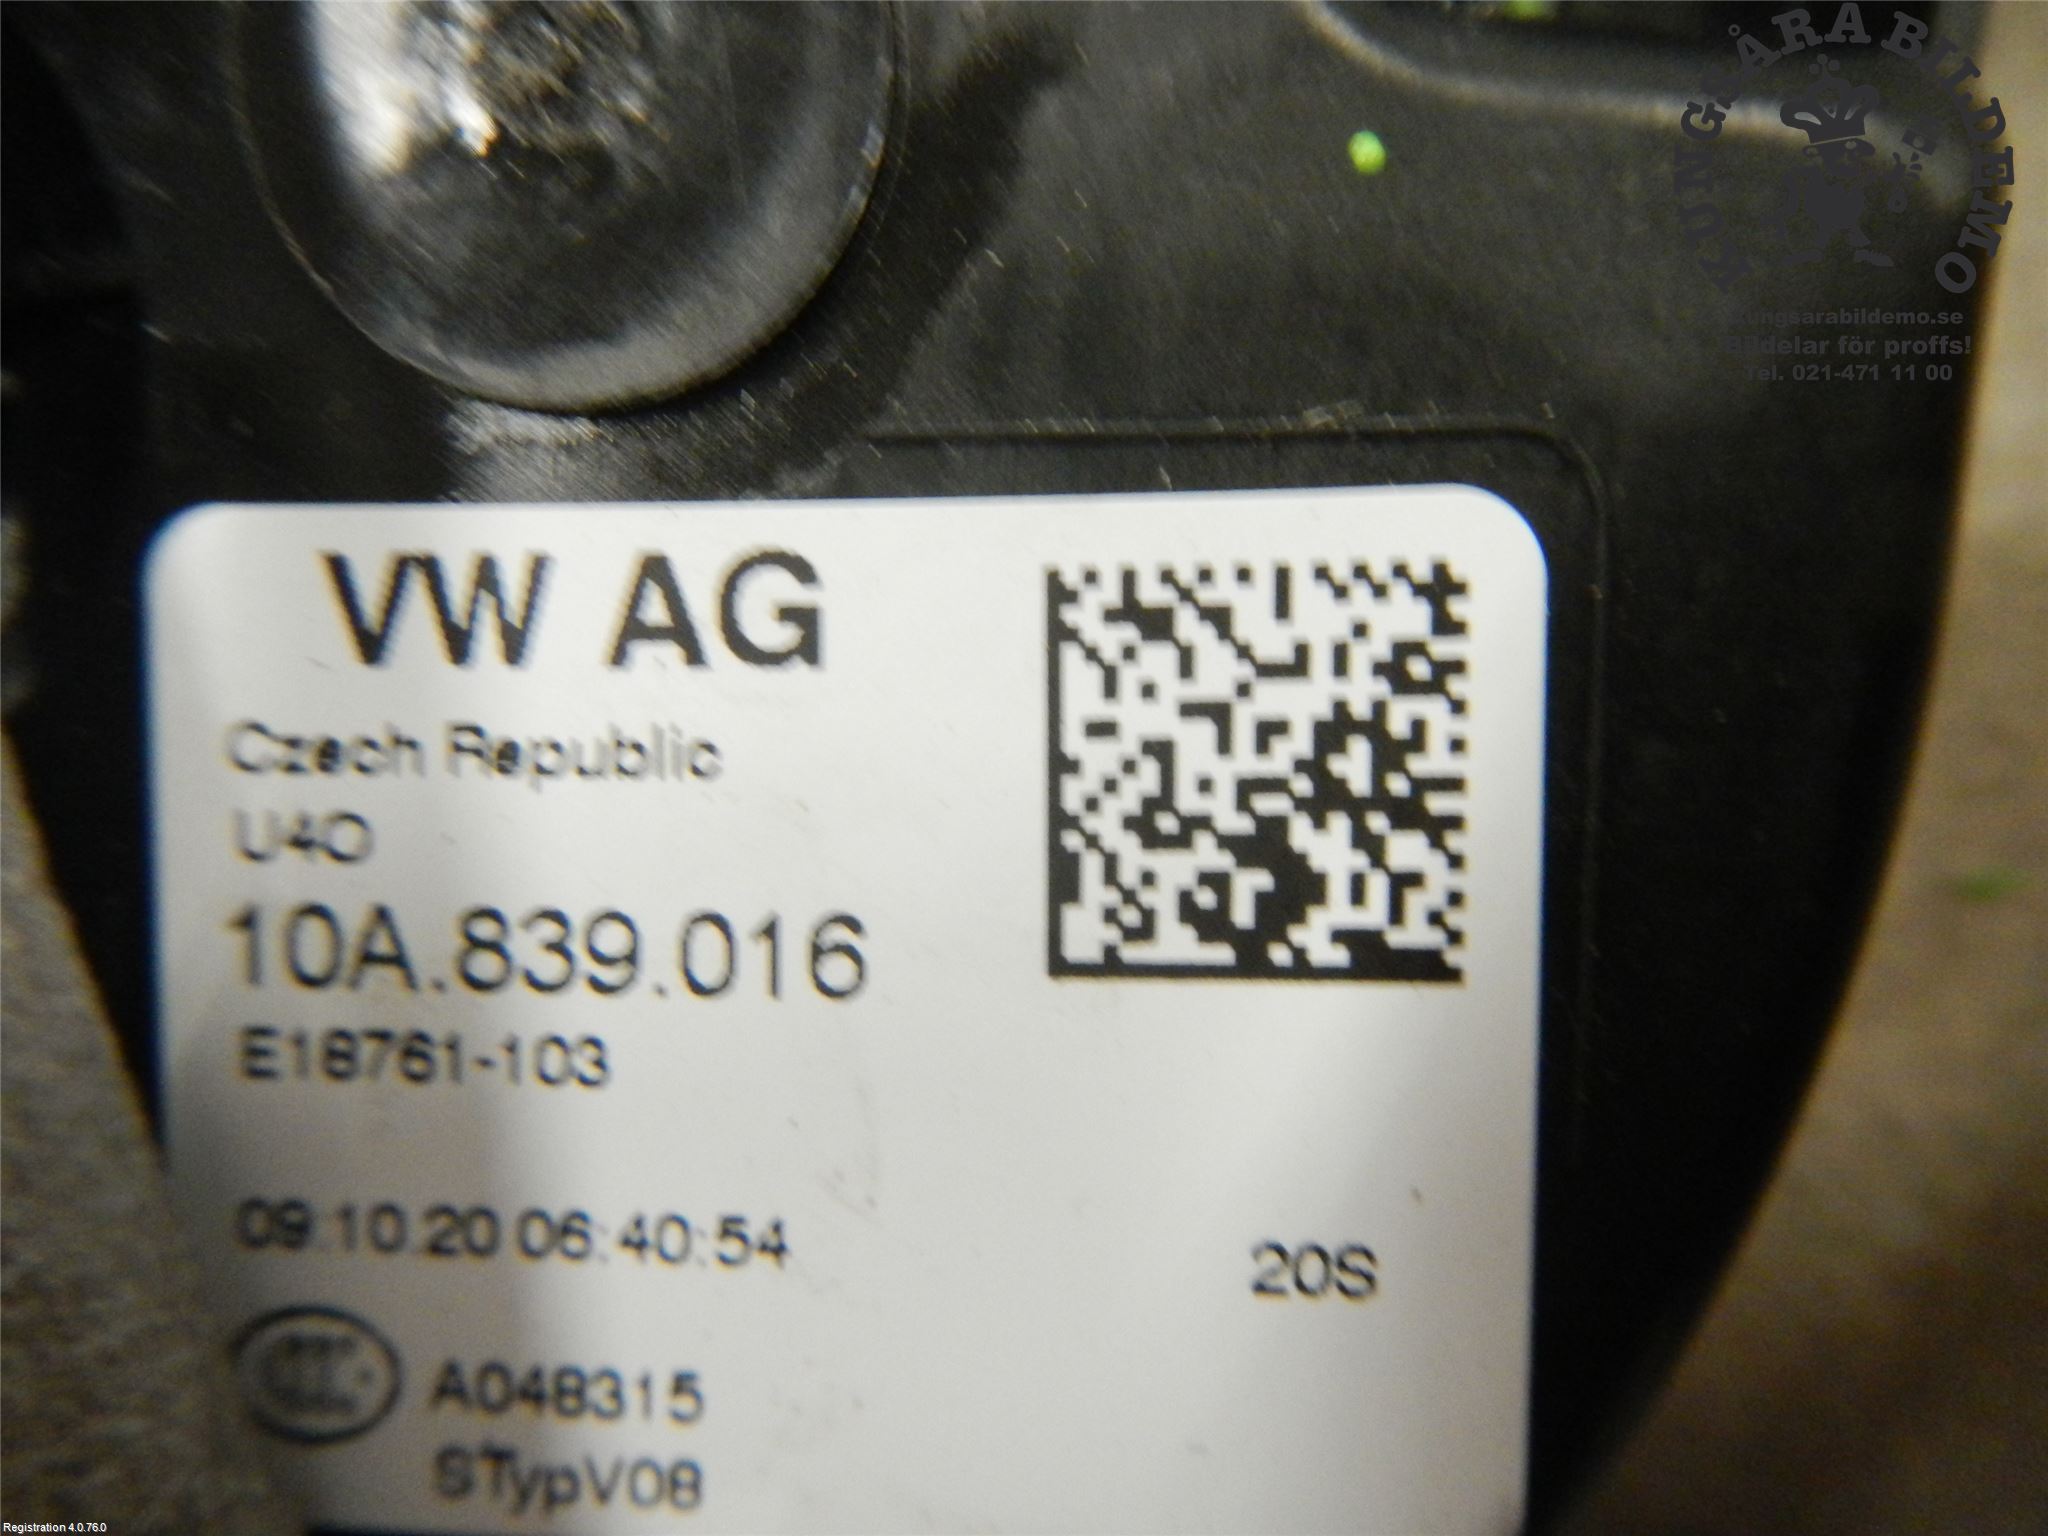 KUNGSÄRA BILDEMO
kungsarabildemo.se
Bildelar för proffs!
Tel. 021-471 11 00
VW AG
Czech Republic
U4O
10A.839.016
E18761-103
09.10.20 06:40:54
20S
A048315
STypV08
Registration 4.0.76.0